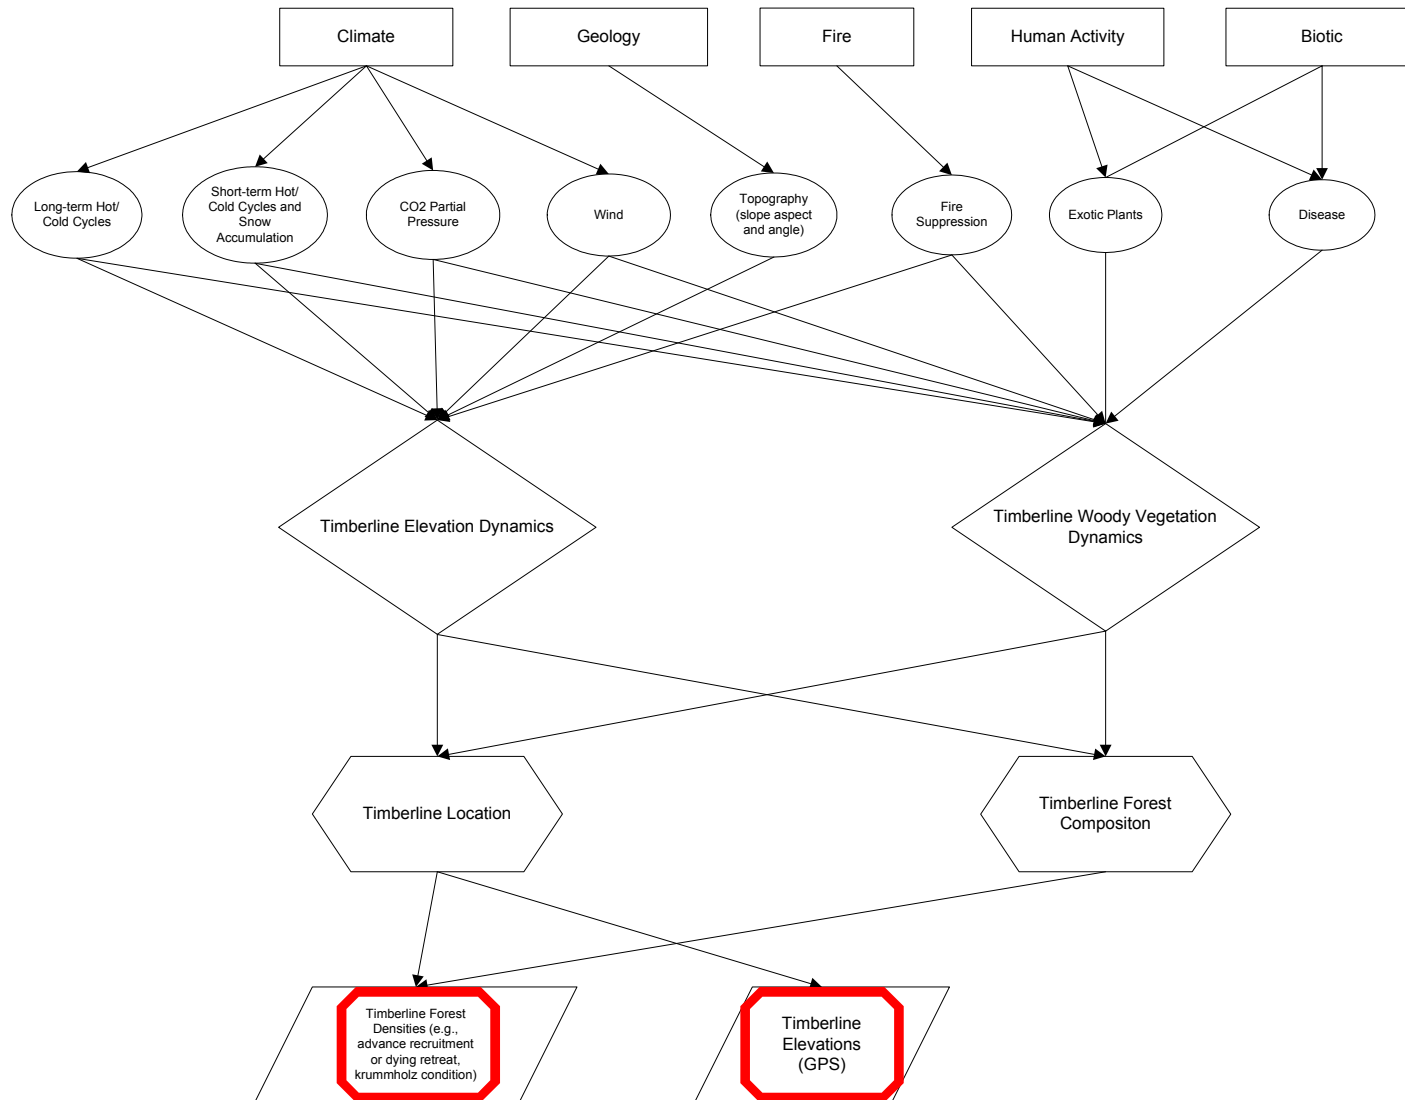 Climate
Geology
Fire
Human Activity
Biotic
Long-term Hot/
Cold Cycles
Short-term Hot/
Cold Cycles and
Snow
Accumulation
CO2 Partial
Pressure
Wind
Topography
(slope aspect
and angle)
Fire
Suppression
Exotic Plants
Disease
Timberline Elevation Dynamics
Timberline Woody Vegetation
Dynamics
Timberline Location
Timberline Forest
Compositon
Timberline Forest
Densities (e.g.,
advance recruitment
or dying retreat,
krummholz condition)
Timberline
Elevations
(GPS)